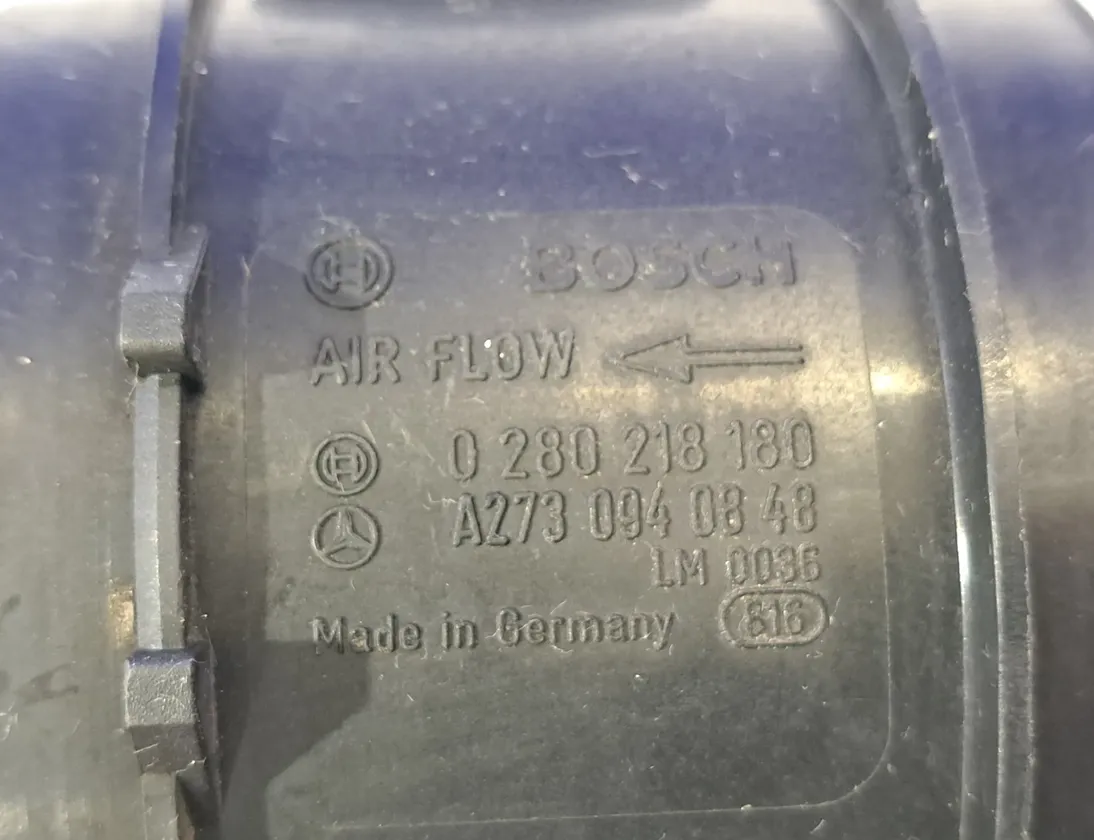 BOSCH
AIR FLOW
0 280 218 180
A273 094 08 48
LM 0036
Made in Germany 816